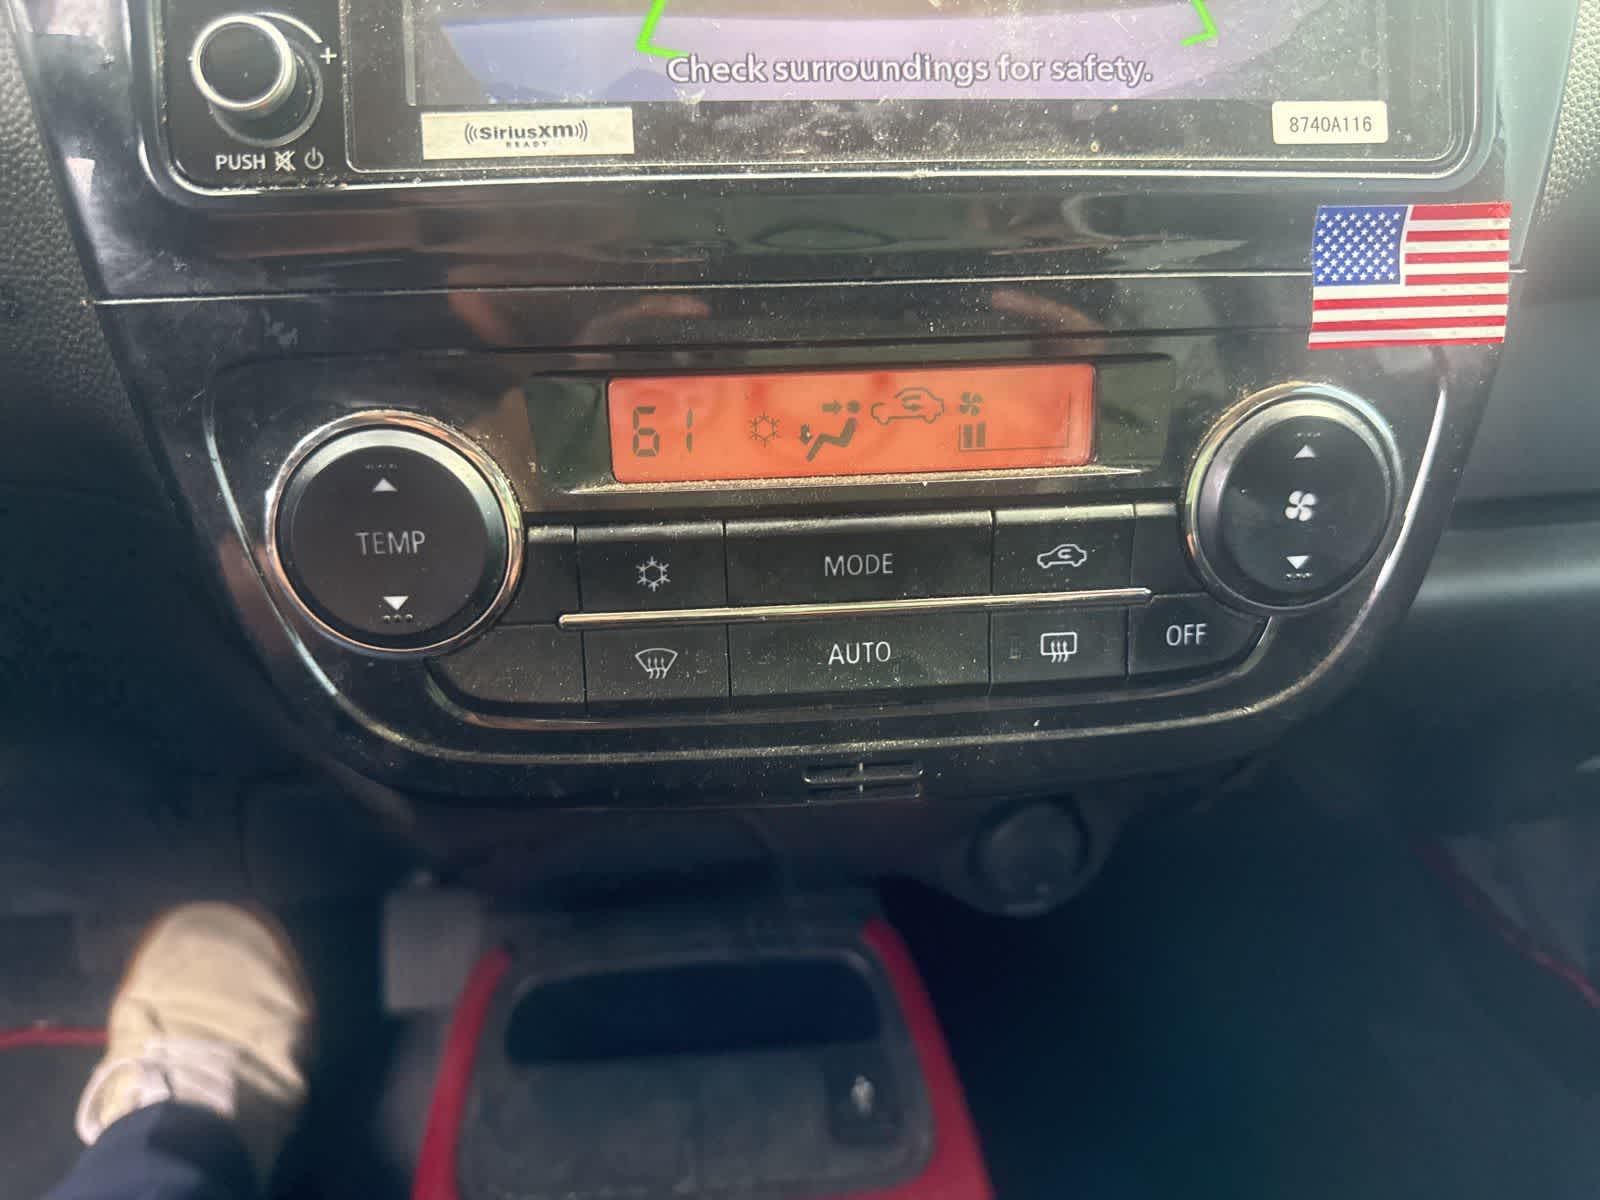 Check surroundings for safety.
SiriusXM
READY
8740A116
PUSH
61
TEMP
MODE
AUTO
OFF